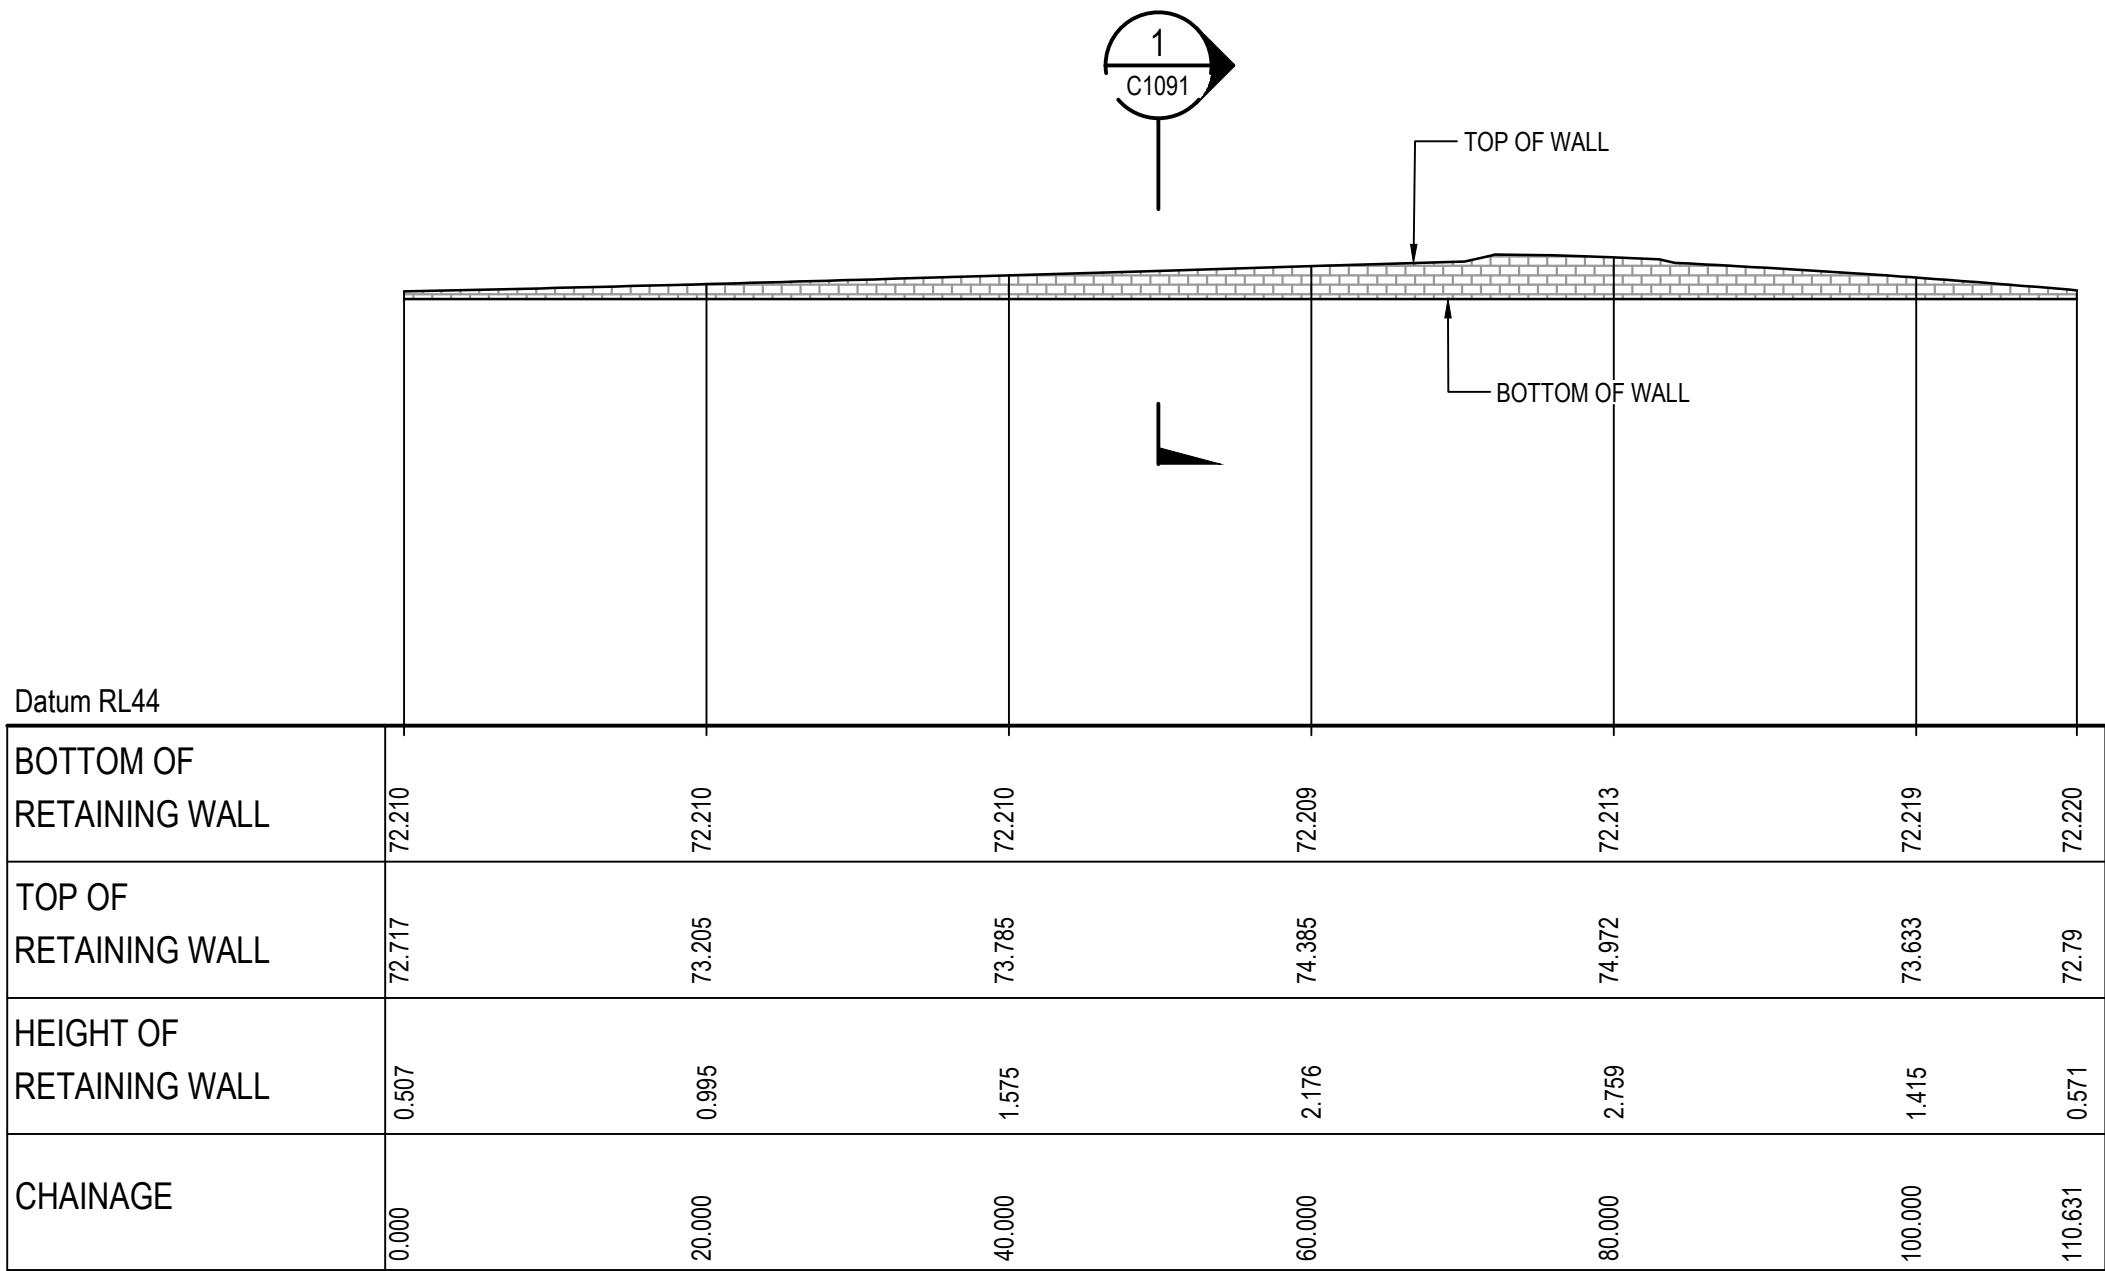 1
C1091
TOP OF WALL
BOTTOM OF WALL
Datum RL44
BOTTOM OF
RETAINING WALL
72.210 72.210 72.210 72.209 72.213 72.219 72.220
TOP OF
RETAINING WALL
72.717 73.205 73.785 74.385 74.972 73.633 72.79
HEIGHT OF
RETAINING WALL
0.507 0.995 1.575 2.176 2.759 1.415 0.571
CHAINAGE
0.000 20.000 40.000 60.000 80.000 100.000 110.631